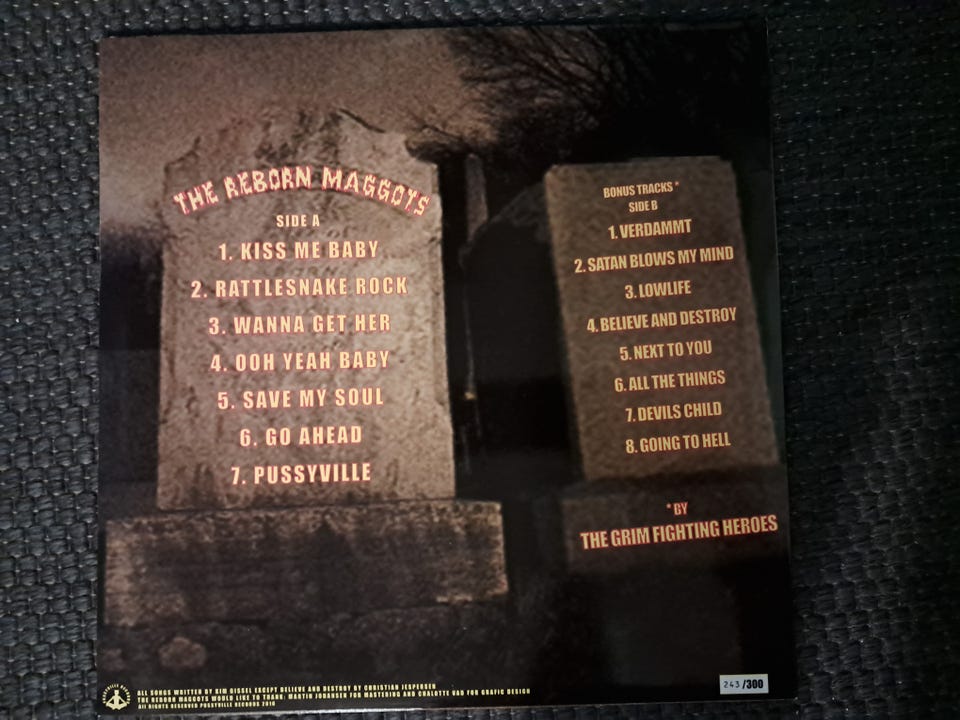 THE REBORN MAGGOTS
SIDE A
1. KISS ME BABY
2. RATTLESNAKE ROCK
3. WANNA GET HER
4. OOH YEAH BABY
5. SAVE MY SOUL
6. GO AHEAD
7. PUSSYVILLE
BONUS TRACKS *
SIDE B
1. VERDAMMT
2. SATAN BLOWS MY MIND
3. LOWLIFE
4. BELIEVE AND DESTROY
5. NEXT TO YOU
6. ALL THE THINGS
7. DEVILS CHILD
8. GOING TO HELL
* BY
THE GRIM FIGHTING HEROES
ALL SONGS WRITTEN BY KIM GISSEL EXCEPT BELIEVE AND DESTROY BY CHRISTIAN JESPERSEN
THE REBORN MAGGOTS WOULD LIKE TO THANK: MARTIN JOHNSEN FOR MASTERING AND CHALOTTE VAD FOR GRAFIC DESIGN
ALL RIGHTS RESERVED PUSSYVILLE RECORDS 2016
243/300